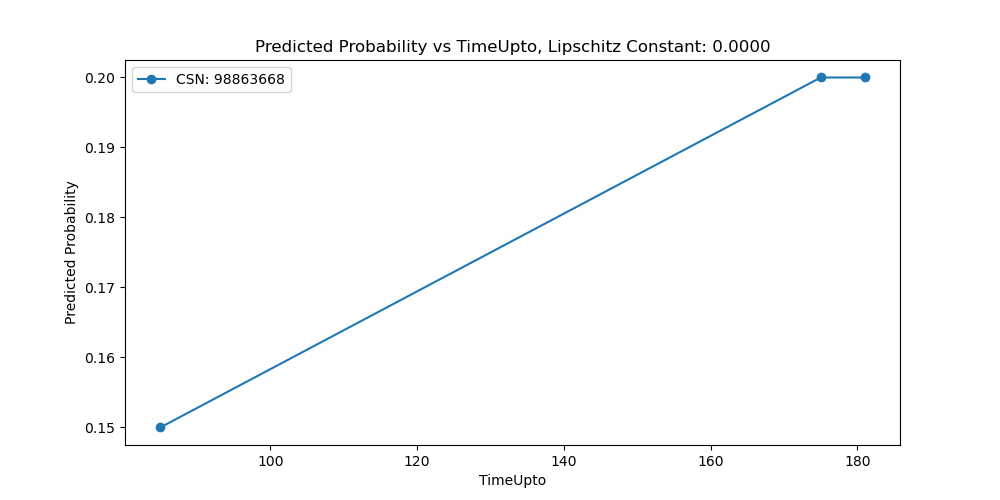 Predicted Probability vs TimeUpto, Lipschitz Constant: 0.0000
CSN: 98863668
0.20
0.19
0.18
0.17
0.16
0.15
Predicted Probability
100
120
140
160
180
TimeUpto